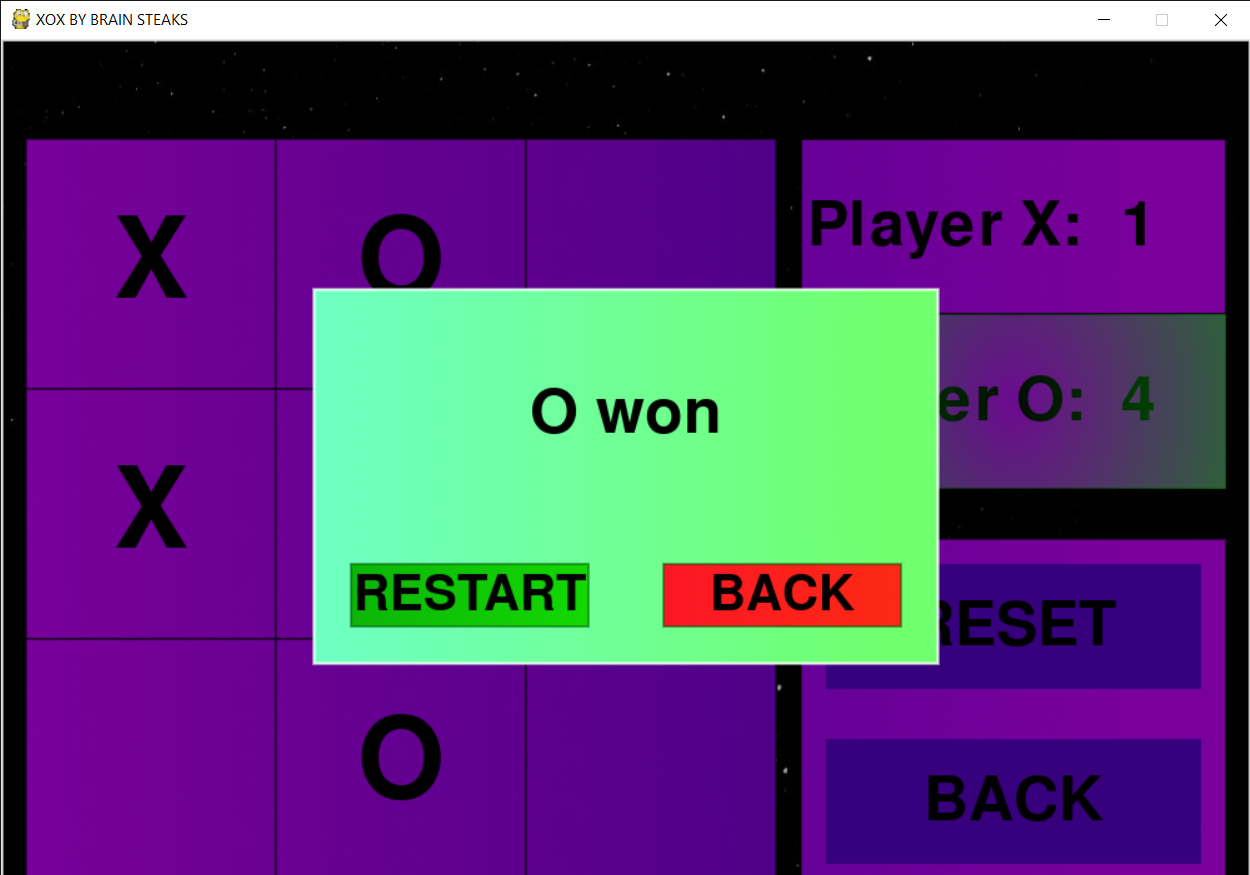 XOX BY BRAIN STEAKS
X O
Player X: 1
er O: 4
O won
X
RESTART BACK
RESET
O
BACK